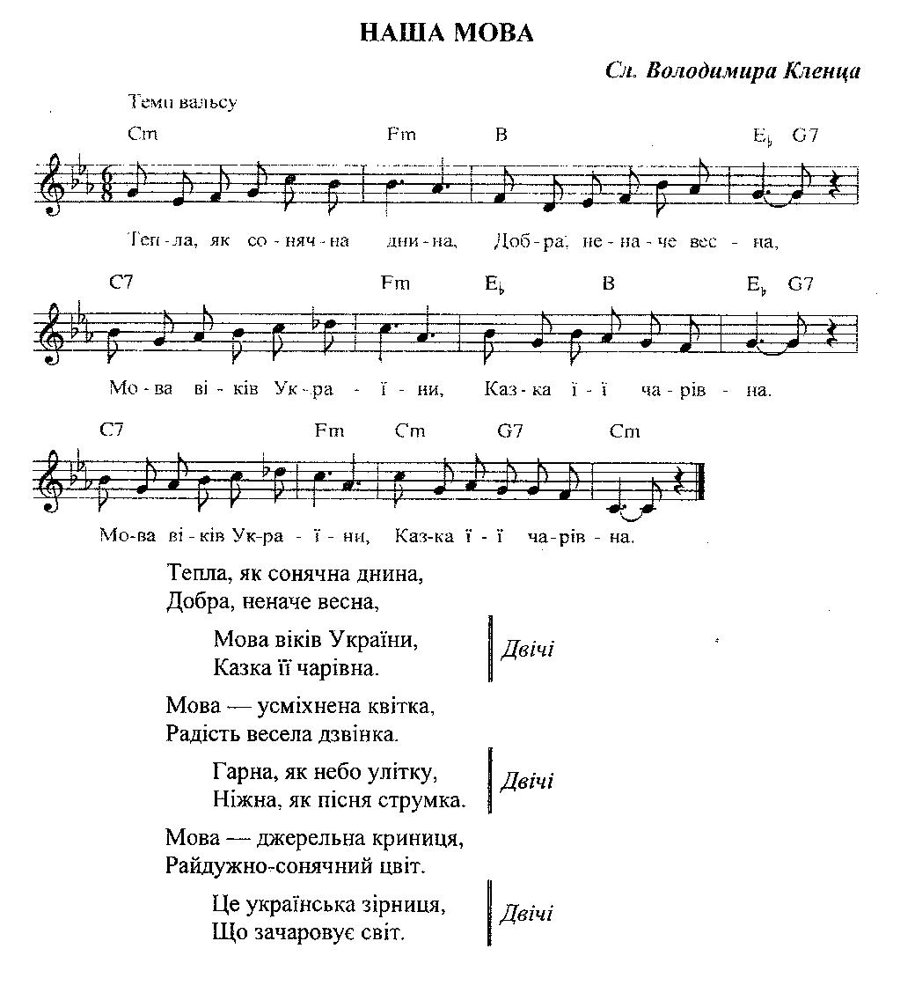 НАША МОВА
Сл. Володимира Кленца
Темп вальсу
Cm Fm B E♭ G7
6
8
Теп-ла, як со-няч-на дни-на, Доб-ра, не-на-че вес - на,
C7 Fm E♭ B E♭ G7
Мо-ва ві-ків Ук-ра - ї - ни, Каз-ка ї-ї ча-рів - на.
C7 Fm Cm G7 Cm
Мо-ва ві-ків Ук-ра - ї - ни, Каз-ка ї - ї ча-рів - на.
Тепла, як сонячна днина,
Добра, неначе весна,
Мова віків України,
Казка її чарівна.
Двічі
Мова — усміхнена квітка,
Радість весела дзвінка.
Гарна, як небо улітку,
Ніжна, як пісня струмка.
Двічі
Мова — джерельна криниця,
Райдужно-сонячний цвіт.
Це українська зірниця,
Що зачаровує світ.
Двічі